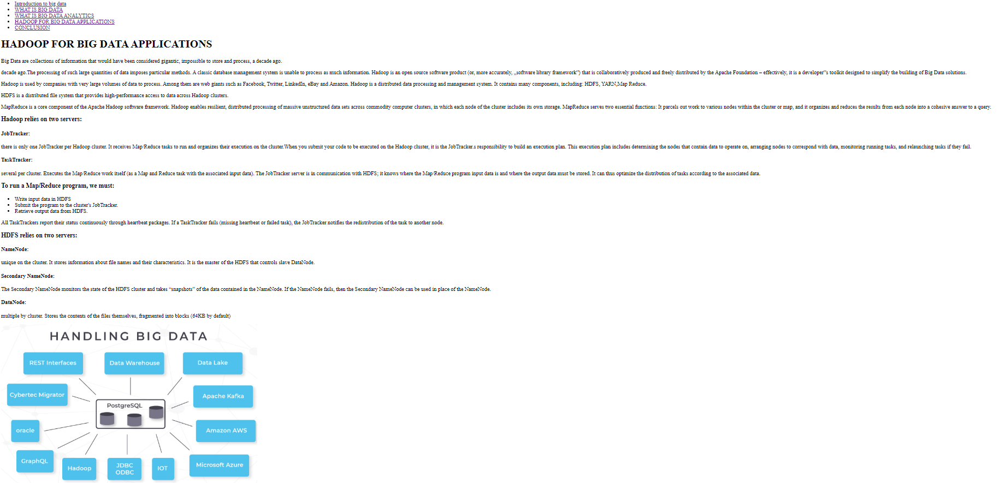 Introduction to big data
WHAT IS BIG DATA
WHAT IS BIG DATA ANALYTICS
HADOOP FOR BIG DATA APPLICATIONS
CONCLUSION
HADOOP FOR BIG DATA APPLICATIONS
Big Data are collections of information that would have been considered gigantic, impossible to store and process, a decade ago.
decade ago.The processing of such large quantities of data imposes particular methods. A classic database management system is unable to process as much information. Hadoop is an open source software product (or, more accurately, „software library framework") that is collaboratively produced and freely distributed by the Apache Foundation – effectively, it is a developer"s toolkit designed to simplify the building of Big Data solutions.
Hadoop is used by companies with very large volumes of data to process. Among them are web giants such as Facebook, Twitter, LinkedIn, eBay and Amazon. Hadoop is a distributed data processing and management system. It contains many components, including: HDFS, YARN,Map Reduce.
HDFS is a distributed file system that provides high-performance access to data across Hadoop clusters.
MapReduce is a core component of the Apache Hadoop software framework. Hadoop enables resilient, distributed processing of massive unstructured data sets across commodity computer clusters, in which each node of the cluster includes its own storage. MapReduce serves two essential functions: It parcels out work to various nodes within the cluster or map, and it organizes and reduces the results from each node into a cohesive answer to a query.
Hadoop relies on two servers:
JobTracker:
there is only one JobTracker per Hadoop cluster. It receives Map/Reduce tasks to run and organizes their execution on the cluster.When you submit your code to be executed on the Hadoop cluster, it is the JobTracker.s responsibility to build an execution plan. This execution plan includes determining the nodes that contain data to operate on, arranging nodes to correspond with data, monitoring running tasks, and relaunching tasks if they fail.
TaskTracker:
several per cluster. Executes the Map/Reduce work itself (as a Map and Reduce task with the associated input data). The JobTracker server is in communication with HDFS; it knows where the Map/Reduce program input data is and where the output data must be stored. It can thus optimize the distribution of tasks according to the associated data.
To run a Map/Reduce program, we must:
Write input data in HDFS
Submit the program to the cluster's JobTracker.
Retrieve output data from HDFS.
All TaskTrackers report their status continuously through heartbeat packages. If a TaskTracker fails (missing heartbeat or failed task), the JobTracker notifies the redistribution of the task to another node.
HDFS relies on two servers:
NameNode:
unique on the cluster. It stores information about file names and their characteristics. It is the master of the HDFS that controls slave DataNode.
Secondary NameNode:
The Secondary NameNode monitors the state of the HDFS cluster and takes “snapshots” of the data contained in the NameNode. If the NameNode fails, then the Secondary NameNode can be used in place of the NameNode.
DataNode:
multiple by cluster. Stores the contents of the files themselves, fragmented into blocks (64KB by default)
HANDLING BIG DATA
REST Interfaces
Data Warehouse
Data Lake
Cybertec Migrator
Apache Kafka
PostgreSQL
oracle
Amazon AWS
GraphQL
Hadoop
JDBC
ODBC
IOT
Microsoft Azure